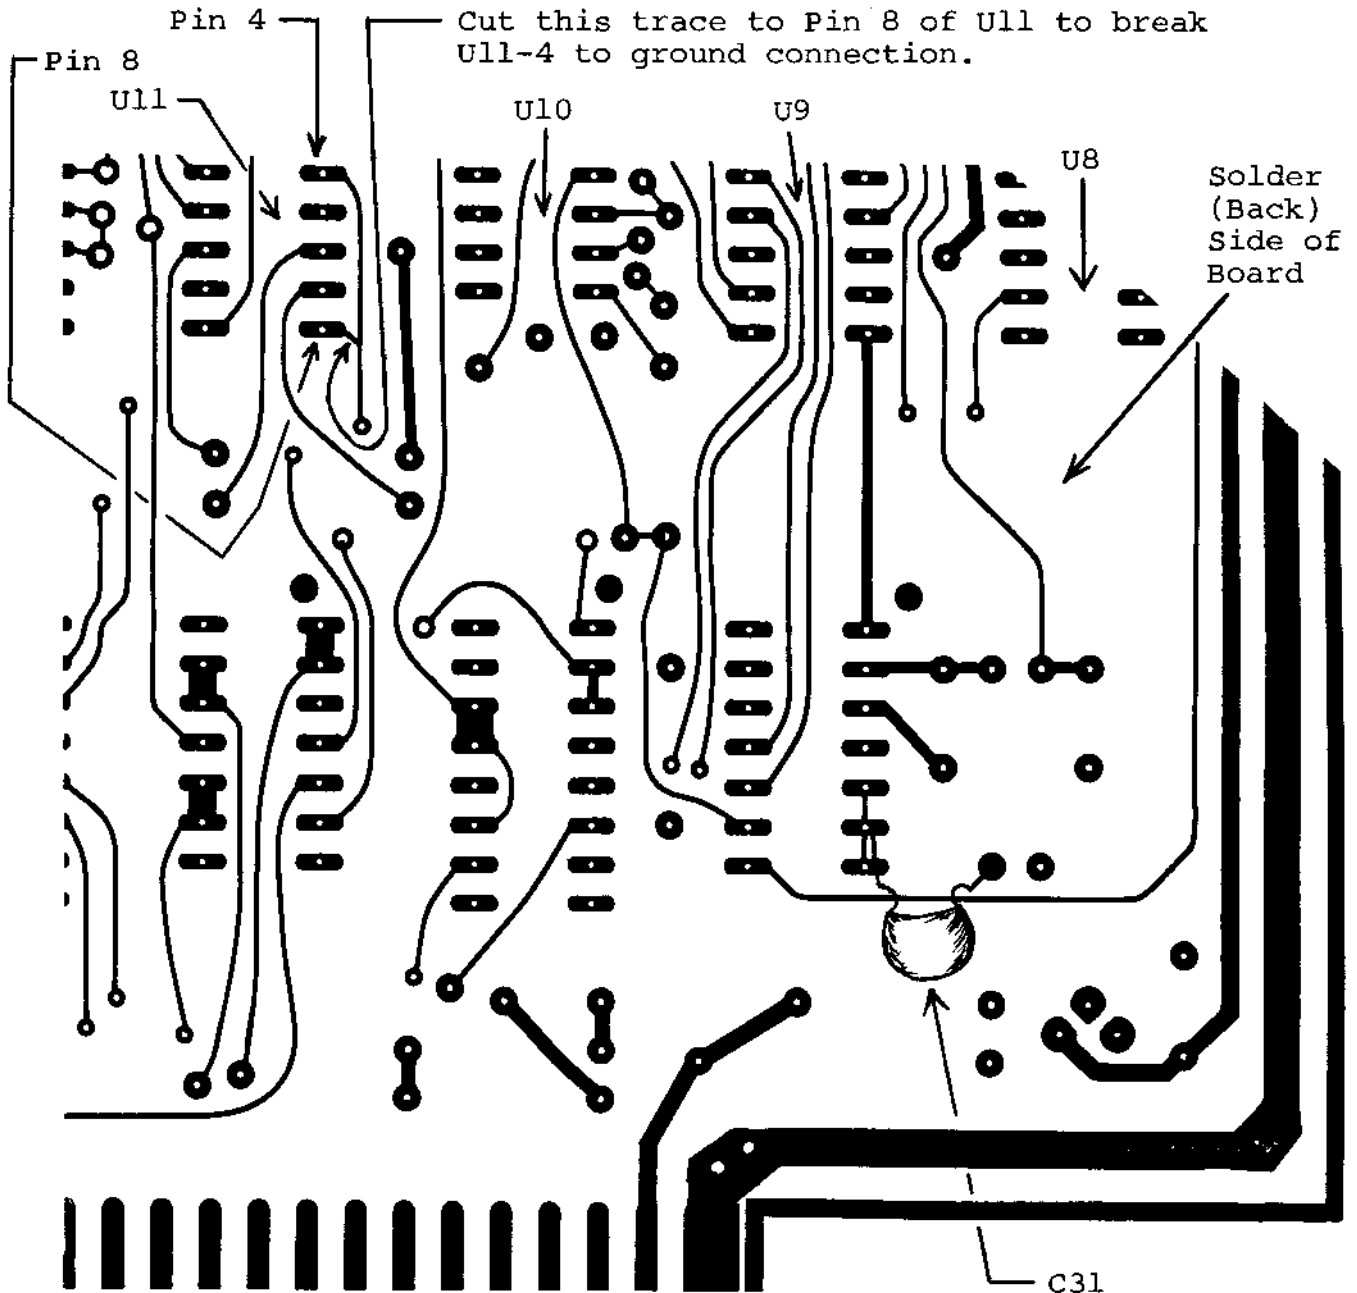 Pin 4
Cut this trace to Pin 8 of U11 to break
U11-4 to ground connection.
Pin 8
U11
U10
U9
U8
Solder
(Back)
Side of
Board
C31